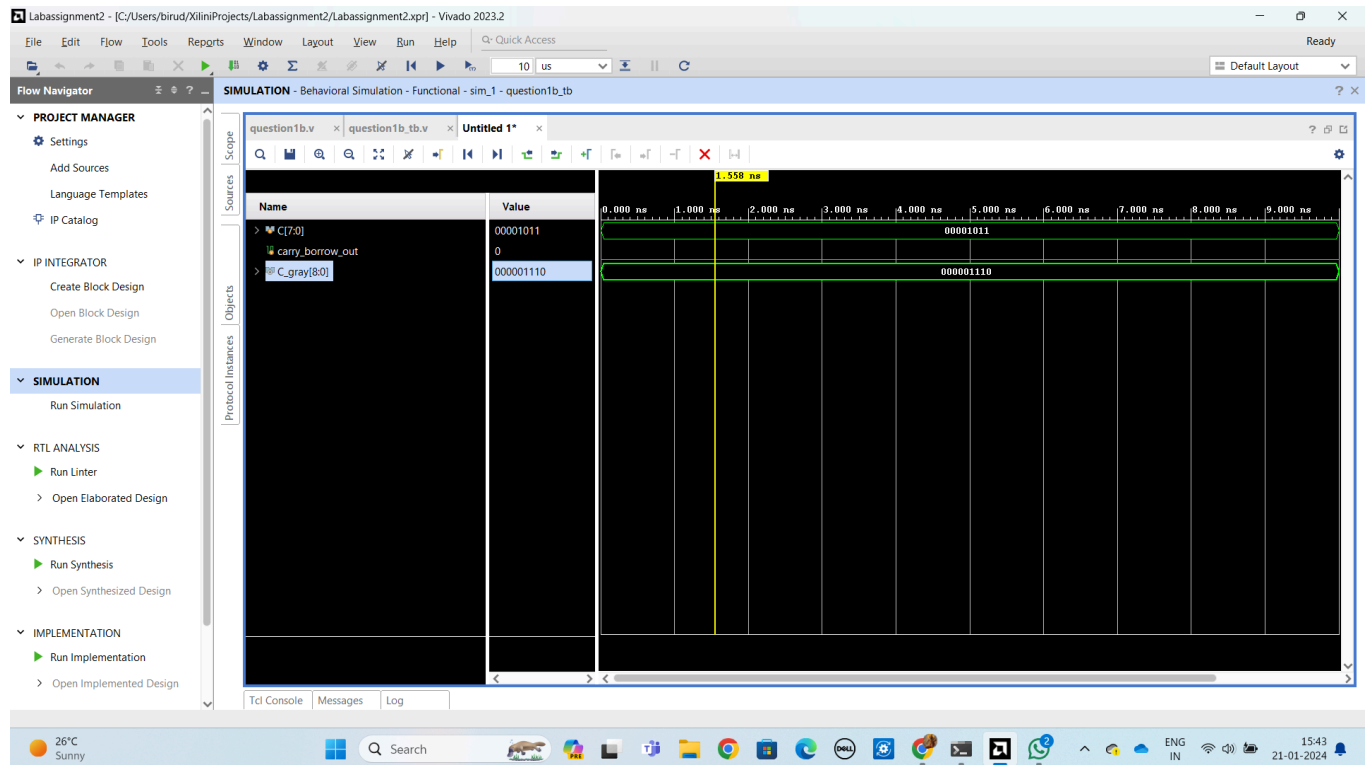 Labassignment2 - [C:/Users/birud/XiliniProjects/Labassignment2/Labassignment2.xpr] - Vivado 2023.2
File Edit Flow Tools Reports Window Layout View Run Help Q- Quick Access Ready
10 us Default Layout
Flow Navigator ? SIMULATION - Behavioral Simulation - Functional - sim_1 - question1b_tb ?
PROJECT MANAGER
Settings
Add Sources
Language Templates
IP Catalog
IP INTEGRATOR
Create Block Design
Open Block Design
Generate Block Design
SIMULATION
Run Simulation
RTL ANALYSIS
Run Linter
Open Elaborated Design
SYNTHESIS
Run Synthesis
Open Synthesized Design
IMPLEMENTATION
Run Implementation
Open Implemented Design
Scope
Sources
Objects
Protocol Instances
question1b.v × question1b_tb.v × Untitled 1* × ?
1.558 ns
Name Value 0.000 ns 1.000 ns 2.000 ns 3.000 ns 4.000 ns 5.000 ns 6.000 ns 7.000 ns 8.000 ns 9.000 ns
C[7:0] 00001011 00001011
carry_borrow_out 0
C_gray[8:0] 000001110 000001110
Tcl Console Messages Log
26°C
Sunny
Search
PRE
DELL
2
ENG
IN
15:43
21-01-2024